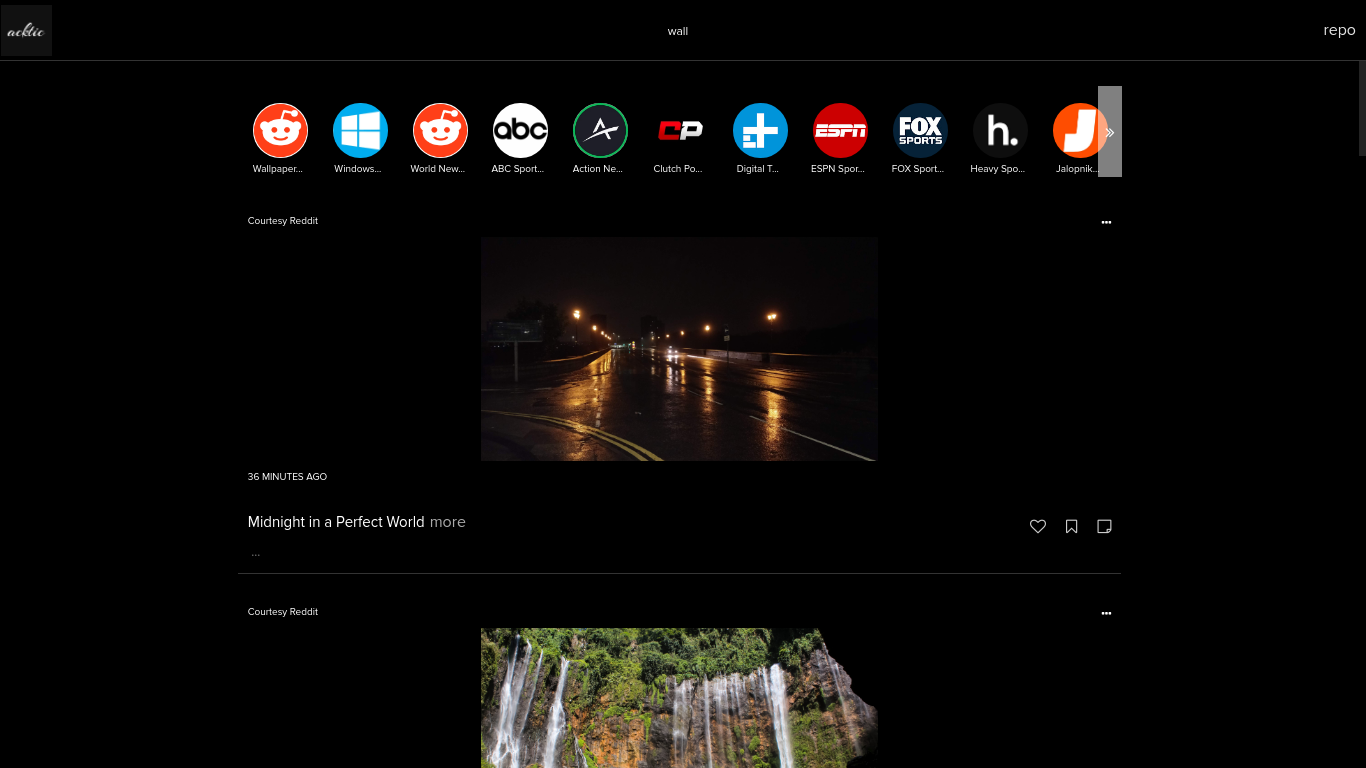 acktic
wall
repo
abc
CP
ESPN
FOX
SPORTS
h.
J
»
Wallpaper...
Windows...
World New...
ABC Sport...
Action Ne...
Clutch Po...
Digital T...
ESPN Spor...
FOX Sport...
Heavy Spo...
Jalopnik...
Courtesy Reddit
36 MINUTES AGO
Midnight in a Perfect World more
...
Courtesy Reddit